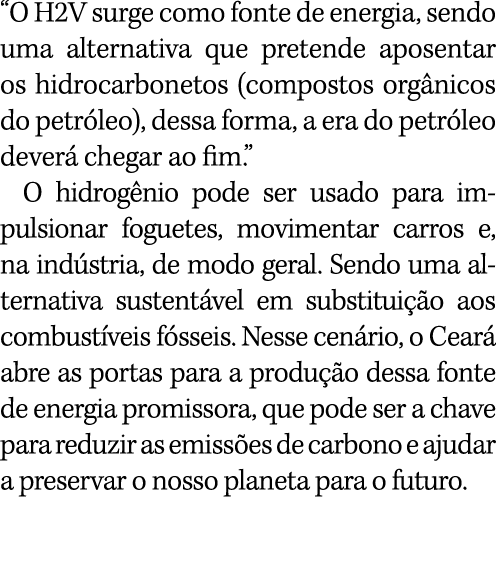 “O H2V surge como fonte de energia, sendo
uma alternativa que pretende aposentar
os hidrocarbonetos (compostos orgânicos
do petróleo), dessa forma, a era do petróleo
deverá chegar ao fim.”
O hidrogênio pode ser usado para im-
pulsionar foguetes, movimentar carros e,
na indústria, de modo geral. Sendo uma al-
ternativa sustentável em substituição aos
combustíveis fósseis. Nesse cenário, o Ceará
abre as portas para a produção dessa fonte
de energia promissora, que pode ser a chave
para reduzir as emissões de carbono e ajudar
a preservar o nosso planeta para o futuro.